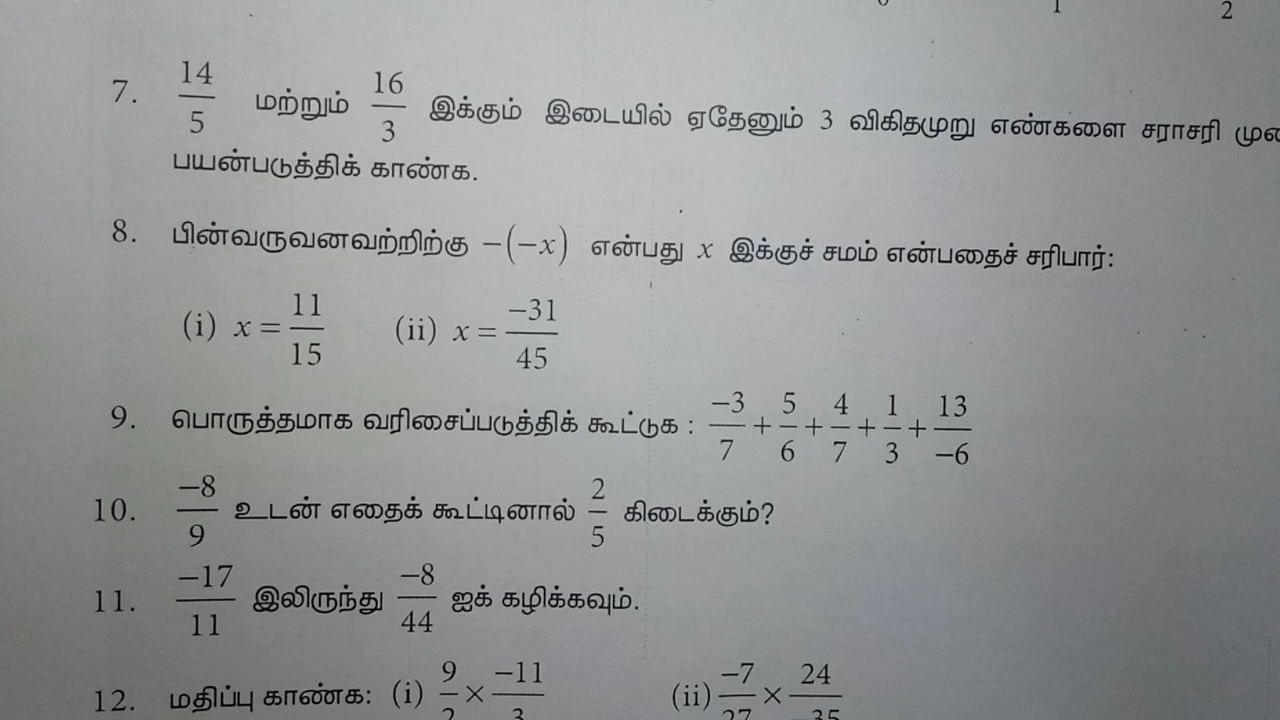 0 1 2
7. 14/5 மற்றும் 16/3 இக்கும் இடையில் ஏதேனும் 3 விகிதமுறு எண்களை சராசரி
பயன்படுத்திக் காண்க.
8. பின்வருவனவற்றிற்கு −(−x) என்பது x இக்குச் சமம் என்பதைச் சரிபார்:
(i) x = 11/15 (ii) x = −31/45
9. பொருத்தமாக வரிசைப்படுத்திக் கூட்டுக : −3/7 + 5/6 + 4/7 + 1/3 + 13/−6
10. −8/9 உடன் எதைக் கூட்டினால் 2/5 கிடைக்கும்?
11. −17/11 இலிருந்து −8/44 ஐக் கழிக்கவும்.
12. மதிப்பு காண்க: (i) 9/2 × −11/3 (ii) −7/27 × 24/−35